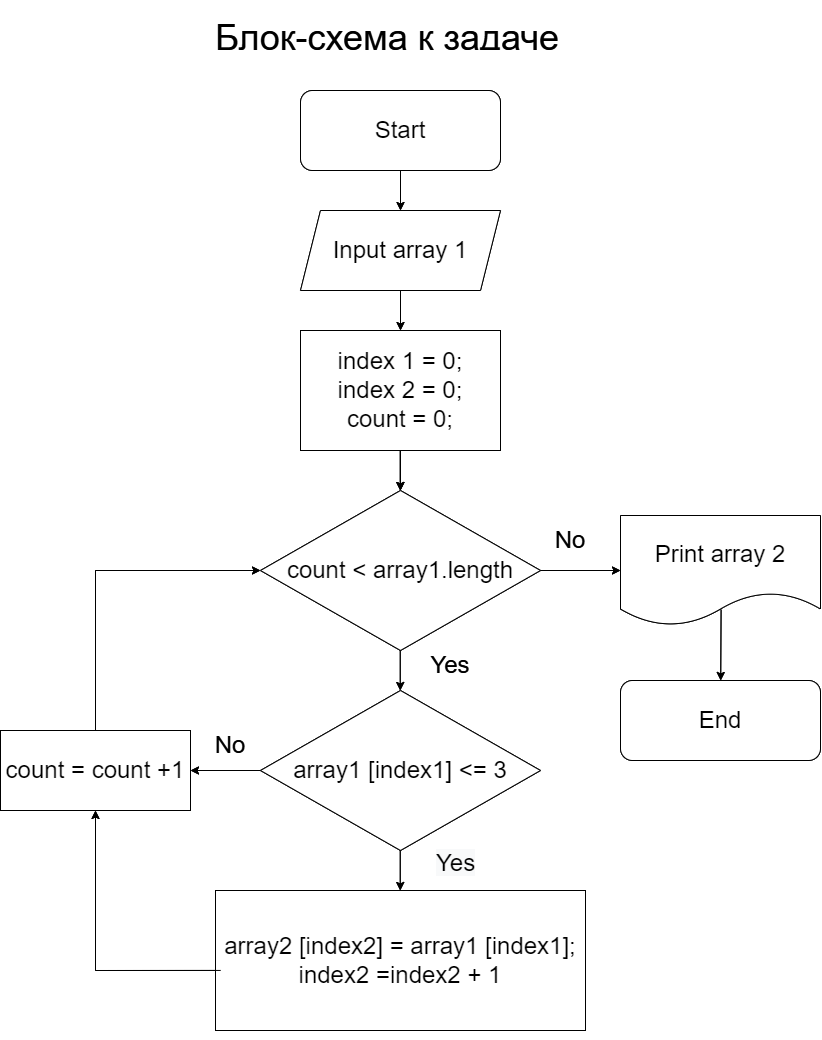 Блок-схема к задаче
Start
Input array 1
index 1 = 0;
index 2 = 0;
count = 0;
count < array1.length
No
Print array 2
End
Yes
array1 [index1] <= 3
No
count = count +1
Yes
array2 [index2] = array1 [index1];
index2 =index2 + 1